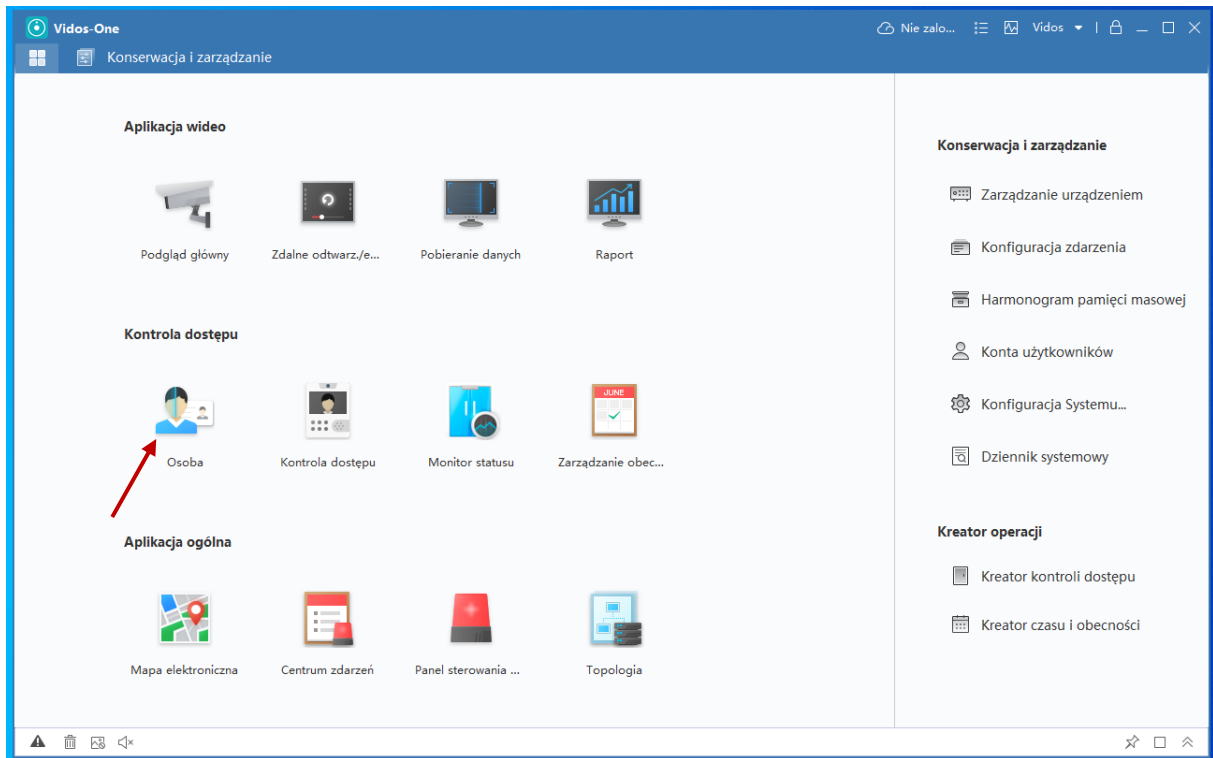 Vidos-One
Nie zalo...
Vidos
Konserwacja i zarządzanie
Aplikacja wideo
Podgląd główny
Zdalne odtwarz./e...
Pobieranie danych
Raport
Kontrola dostępu
JUNE
Osoba
Kontrola dostępu
Monitor statusu
Zarządzanie obec...
Aplikacja ogólna
Mapa elektroniczna
Centrum zdarzeń
Panel sterowania ...
Topologia
Konserwacja i zarządzanie
Zarządzanie urządzeniem
Konfiguracja zdarzenia
Harmonogram pamięci masowej
Konta użytkowników
Konfiguracja Systemu...
Dziennik systemowy
Kreator operacji
Kreator kontroli dostępu
Kreator czasu i obecności